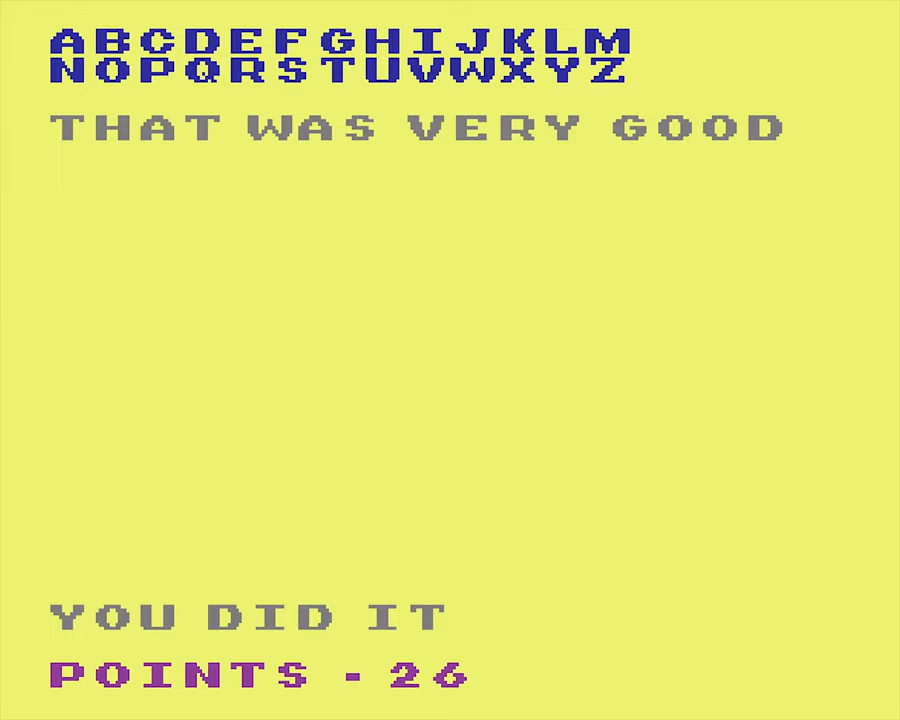 ABCDEFGHIJKLM
NOPQRSTUVWXYZ
THAT WAS VERY GOOD
YOU DID IT
POINTS - 26